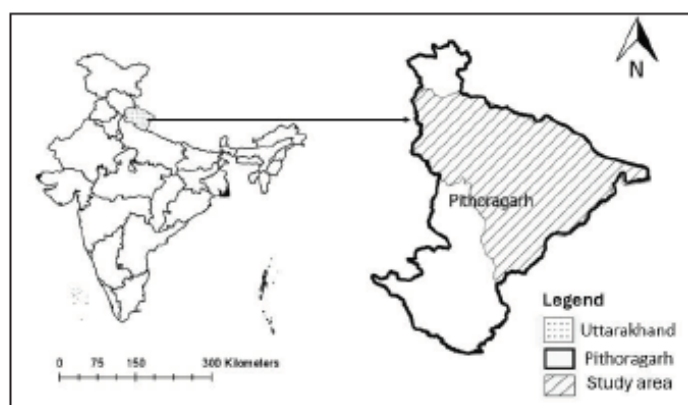 N
Pithoragarh
Legend
Uttarakhand
Pithoragarh
Study area
0 75 150 300 Kilometers